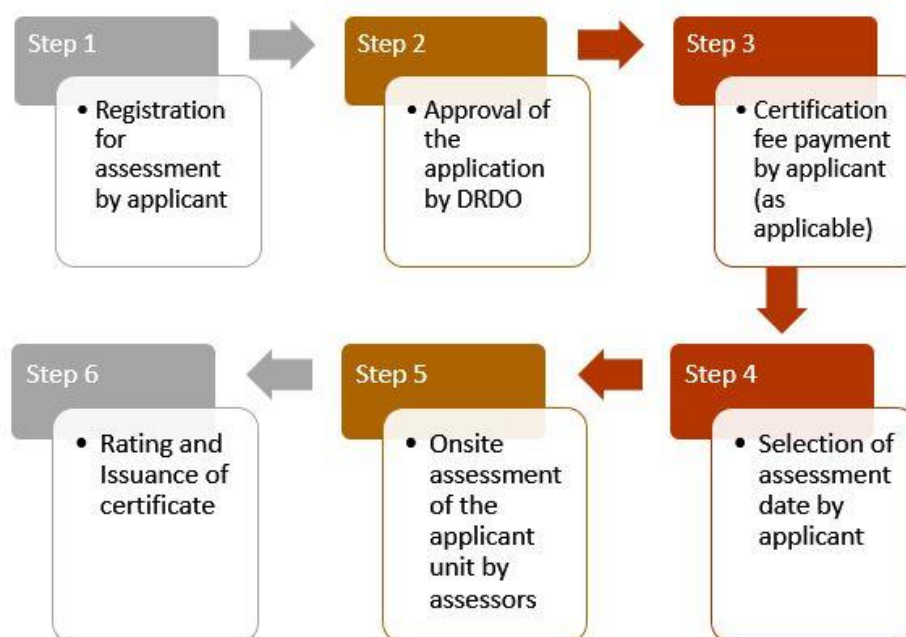 Step 1
• Registration
for
assessment
by applicant
Step 2
• Approval of
the
application
by DRDO
Step 3
• Certification
fee payment
by applicant
(as
applicable)
Step 4
• Selection of
assessment
date by
applicant
Step 5
• Onsite
assessment
of the
applicant
unit by
assessors
Step 6
• Rating and
Issuance of
certificate